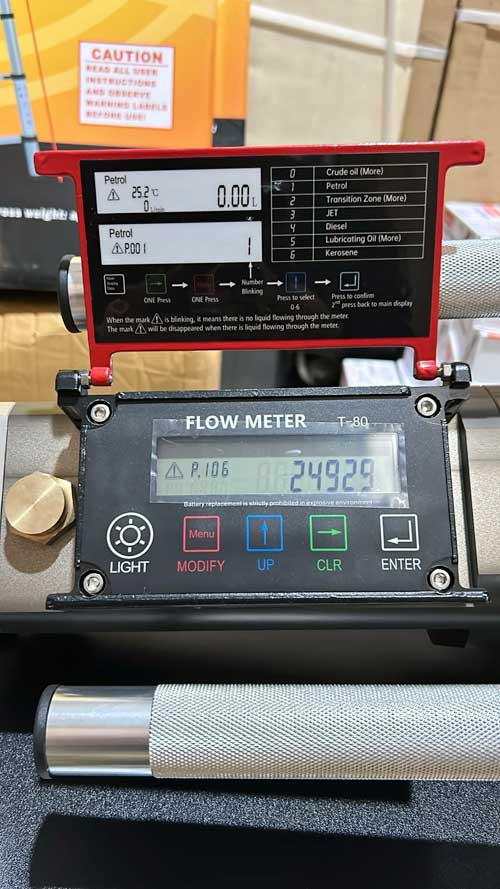 CAUTION
READ ALL USER
INSTRUCTIONS
AND OBSERVE
WARNING LABELS
BEFORE USE!
Petrol
25.2 °C
0 L/min
0.00 L
Petrol
P.001 1
0 Crude oil (More)
1 Petrol
2 Transition Zone (More)
3 JET
4 Diesel
5 Lubricating Oil (More)
6 Kerosene
ONE Press
ONE Press
Number
Blinking
Press to select
0-6
Press to confirm
2nd press back to main display
When the mark ⚠ is blinking, it means there is no liquid flowing through the meter.
The mark ⚠ will be disappeared when there is liquid flowing through the meter.
FLOW METER T-80
P.106 24929
Battery replacement is strictly prohibited in explosive environment
Menu
LIGHT MODIFY UP CLR ENTER